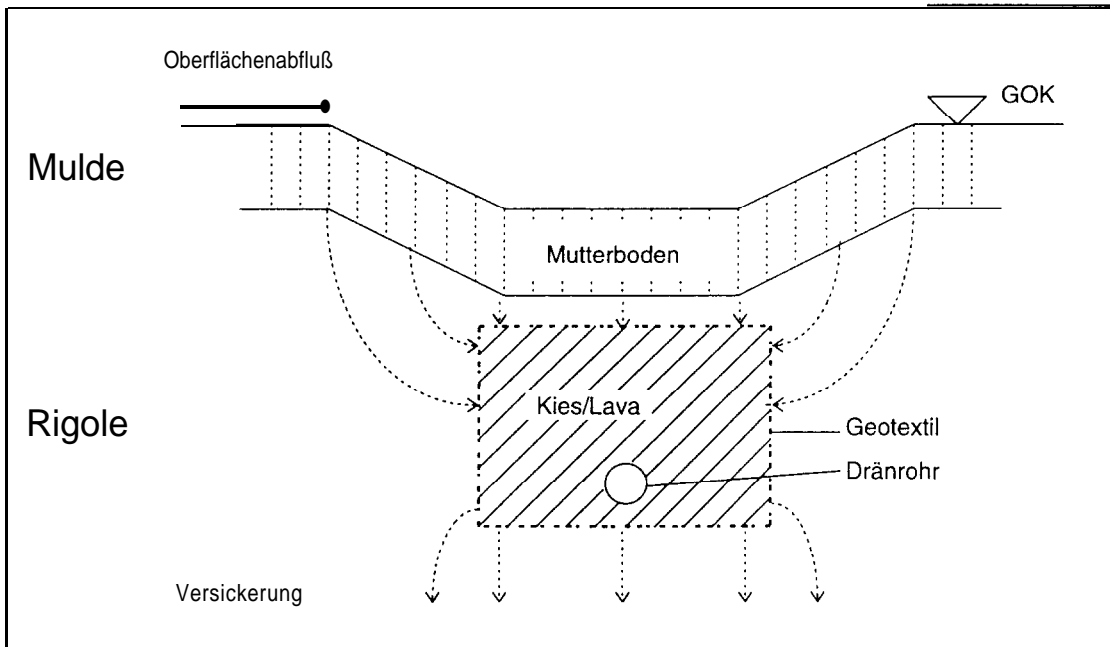 Oberflächenabfluß
GOK
Mulde
Mutterboden
Kies/Lava
Rigole
Geotextil
Dränrohr
Versickerung